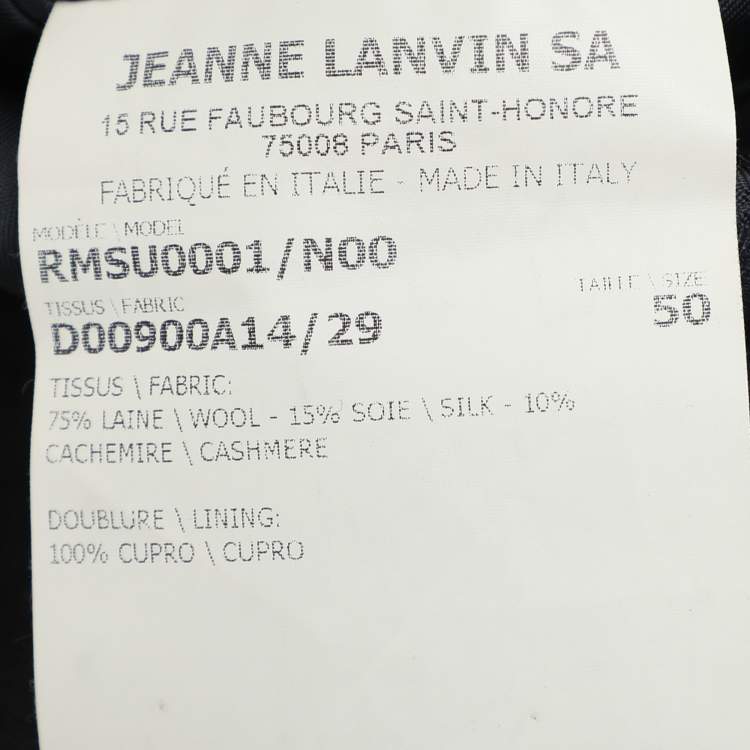 JEANNE LANVIN SA
15 RUE FAUBOURG SAINT-HONORE
75008 PARIS
FABRIQUÉ EN ITALIE - MADE IN ITALY
MODÈLE \ MODEL
RMSU0001/N00
TAILLE \ SIZE
50
TISSUS \ FABRIC
D00900A14/29
TISSUS \ FABRIC:
75% LAINE \ WOOL - 15% SOIE \ SILK - 10%
CACHEMIRE \ CASHMERE
DOUBLURE \ LINING:
100% CUPRO \ CUPRO